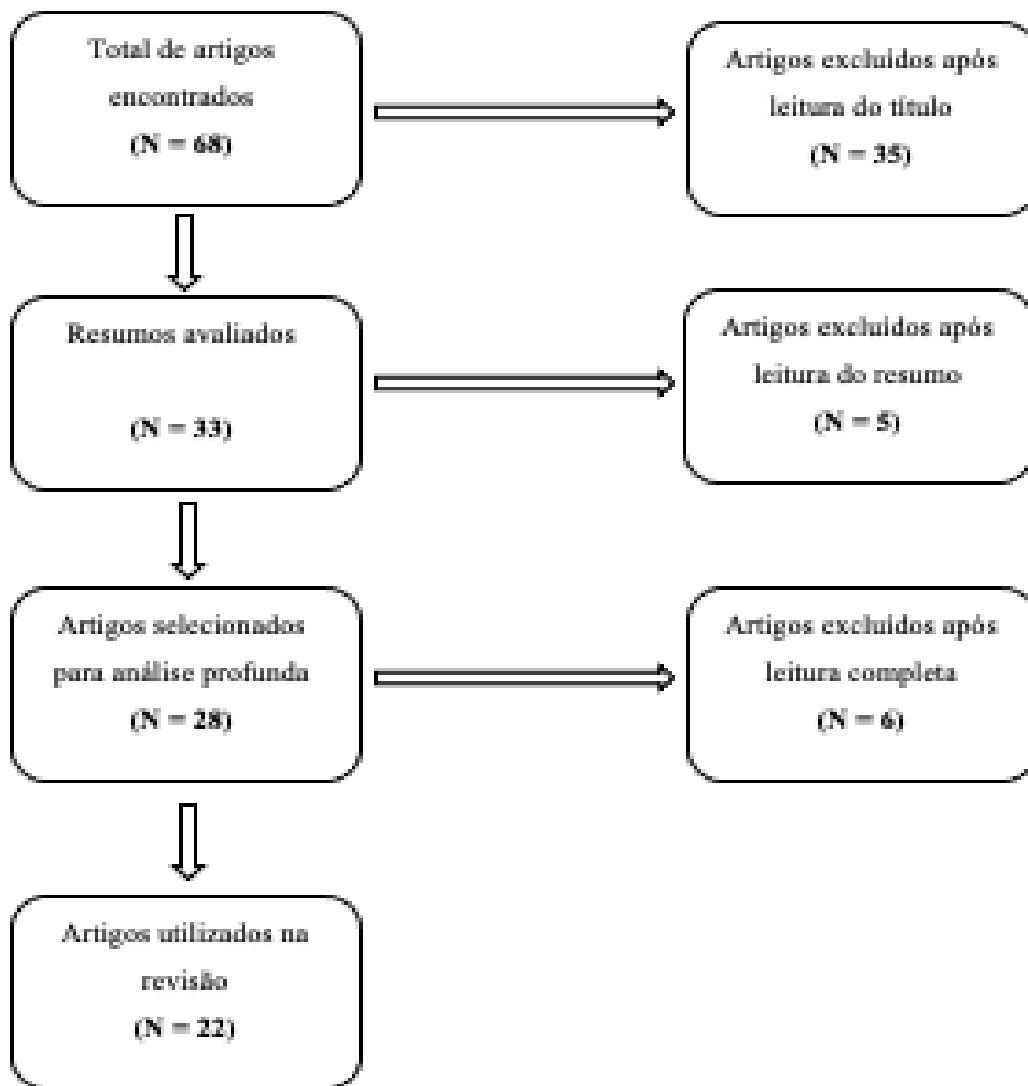 Total de artigos
encontrados
(N = 68)
Artigos excluídos após
leitura do título
(N = 35)
Resumos avaliados
(N = 33)
Artigos excluídos após
leitura do resumo
(N = 5)
Artigos selecionados
para análise profunda
(N = 28)
Artigos excluídos após
leitura completa
(N = 6)
Artigos utilizados na
revisão
(N = 22)